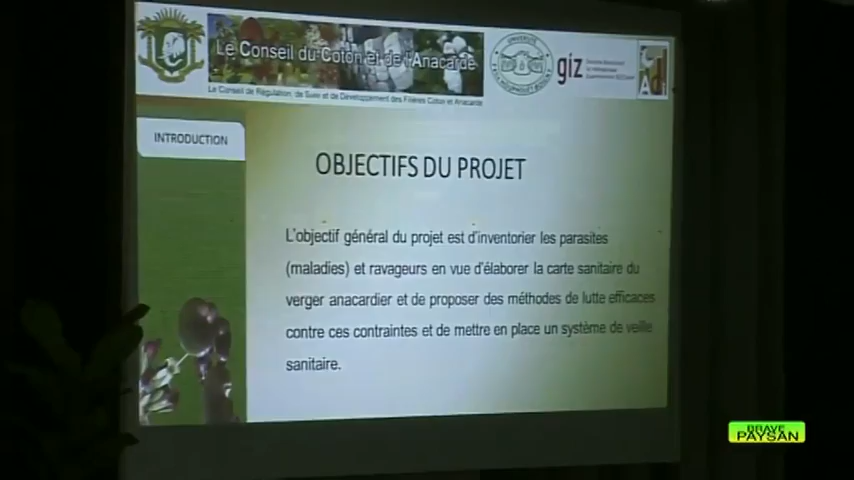 Le Conseil du Coton et de l'Anacarde
Le Conseil de Régulation, de Suivi et de Développement des Filières Coton et Anacarde
giz
INTRODUCTION
OBJECTIFS DU PROJET
L'objectif général du projet est d'inventorier les parasites
(maladies) et ravageurs en vue d'élaborer la carte sanitaire du
verger anacardier et de proposer des méthodes de lutte efficaces
contre ces contraintes et de mettre en place un système de veille
sanitaire.
BRAVE
PAYSAN